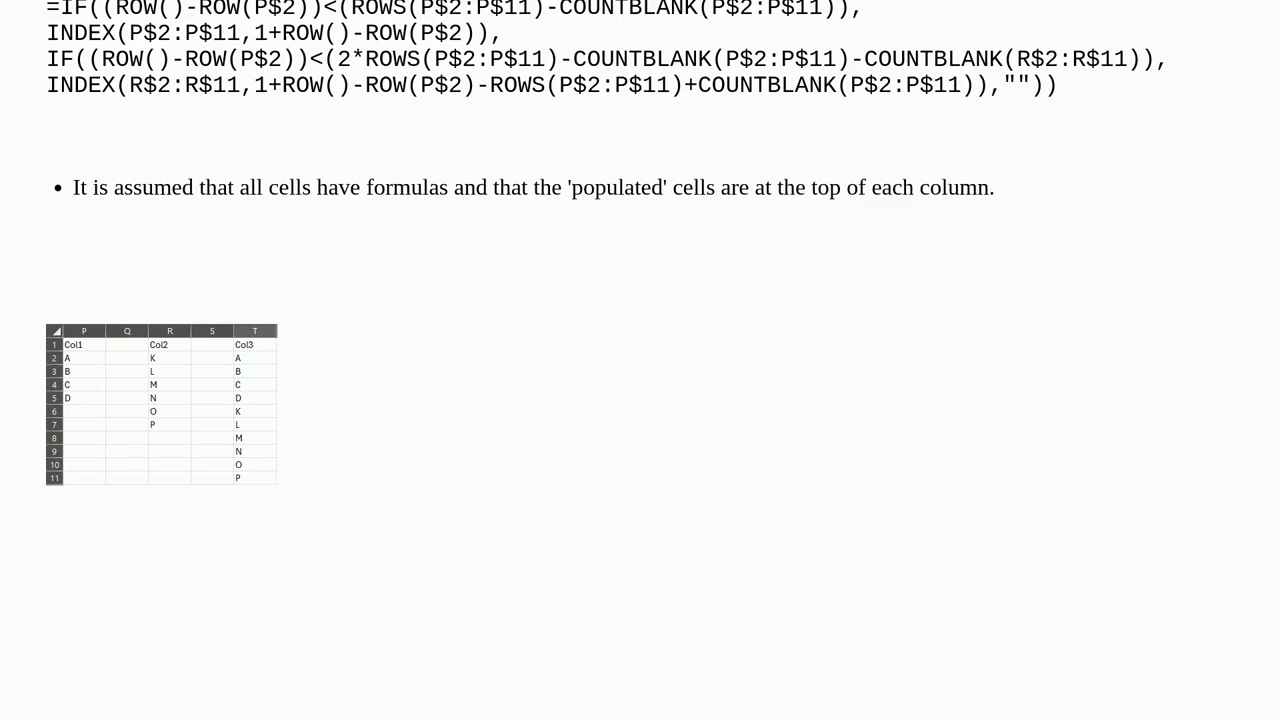 =IF((ROW()-ROW(P$2))<(ROWS(P$2:P$11)-COUNTBLANK(P$2:P$11)),
INDEX(P$2:P$11,1+ROW()-ROW(P$2)),
IF((ROW()-ROW(P$2))<(2*ROWS(P$2:P$11)-COUNTBLANK(P$2:P$11)-COUNTBLANK(R$2:R$11)),
INDEX(R$2:R$11,1+ROW()-ROW(P$2)-ROWS(P$2:P$11)+COUNTBLANK(P$2:P$11)),""))
• It is assumed that all cells have formulas and that the 'populated' cells are at the top of each column.
P Q R S T
1 Col1 Col2 Col3
2 A K A
3 B L B
4 C M C
5 D N D
6 O K
7 P L
8 M
9 N
10 O
11 P